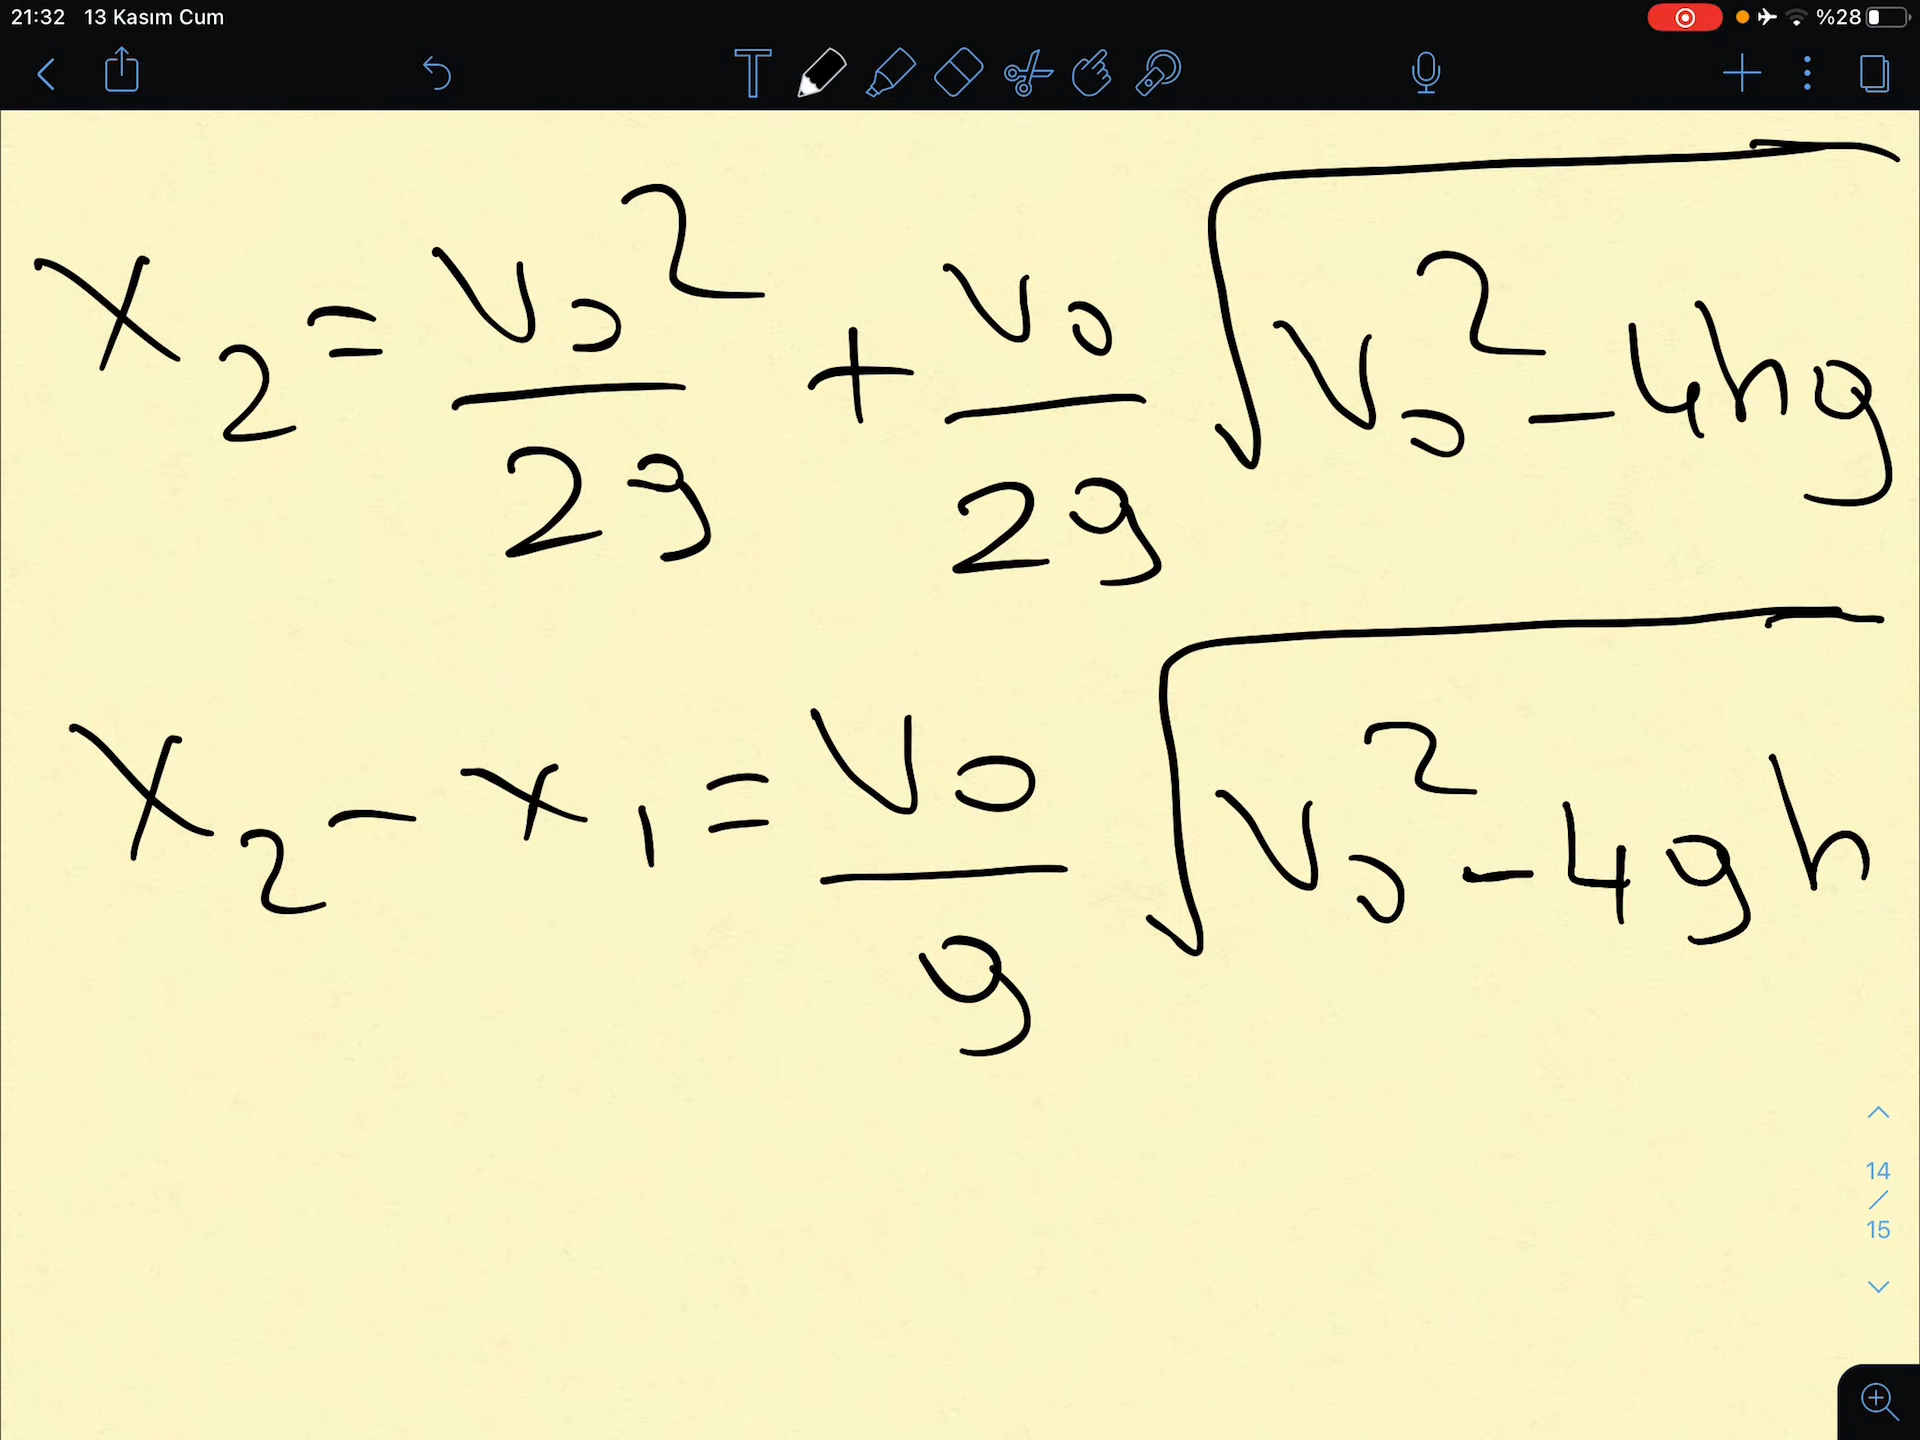 21:32 13 Kasım Cum %28
T
x₂ = v₀²/2g + v₀/2g √(v₀² - 4hg)
x₂ - x₁ = v₀/g √(v₀² - 4gh)
14
/
15